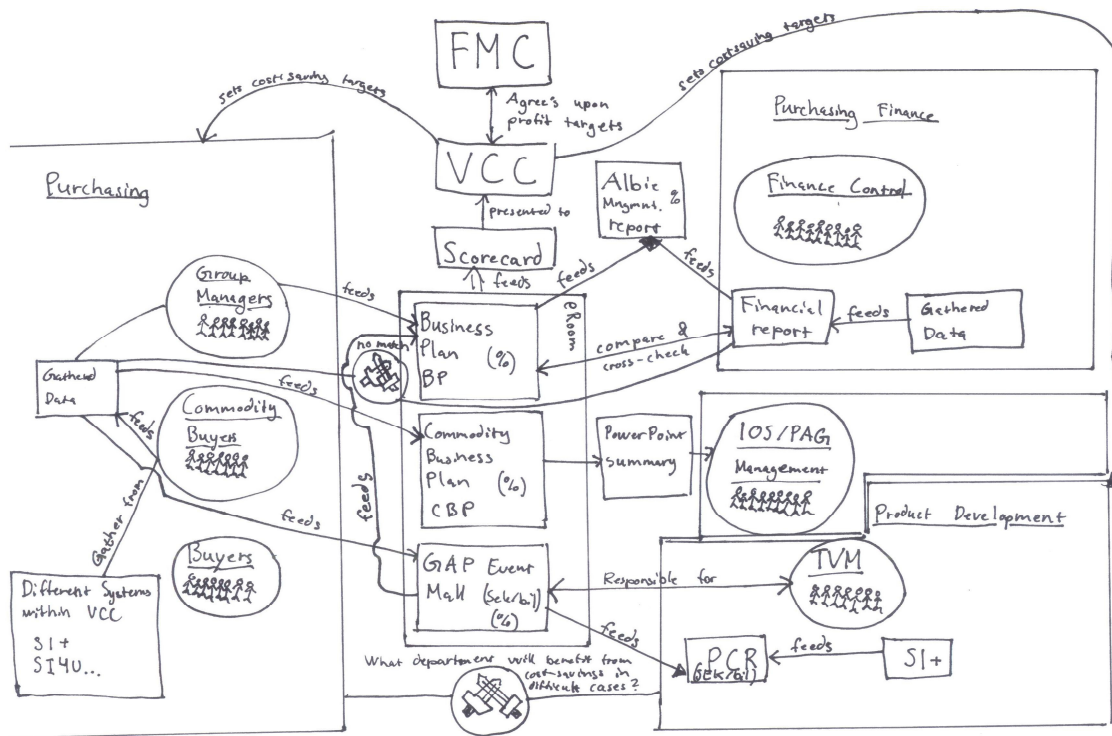 FMC
sets cost-saving targets
Agree's upon
profit targets
sets costsaving targets
VCC
presented to
Scorecard
feeds
Purchasing
Group
Managers
feeds
Gathered
Data
feeds
Commodity
Buyers
Gather from
Buyers
Different Systems
within VCC
SI+
SI4U...
feeds
feeds
no match
feeds
eRoom
Business
Plan (%)
BP
Commodity
Business
Plan (%)
CBP
GAP Event
Mall (sek/bil)
(%)
Albie
Mngmnt. %
report
feeds
feeds
compare &
cross-check
Purchasing Finance
Finance Control
Financial
report
feeds
Gathered
Data
PowerPoint
summary
IOS/PAG
Management
Product Development
TVM
Responsible for
feeds
PCR
(SEK/bil)
feeds
SI+
What department will benefit from
cost-savings in
difficult cases?